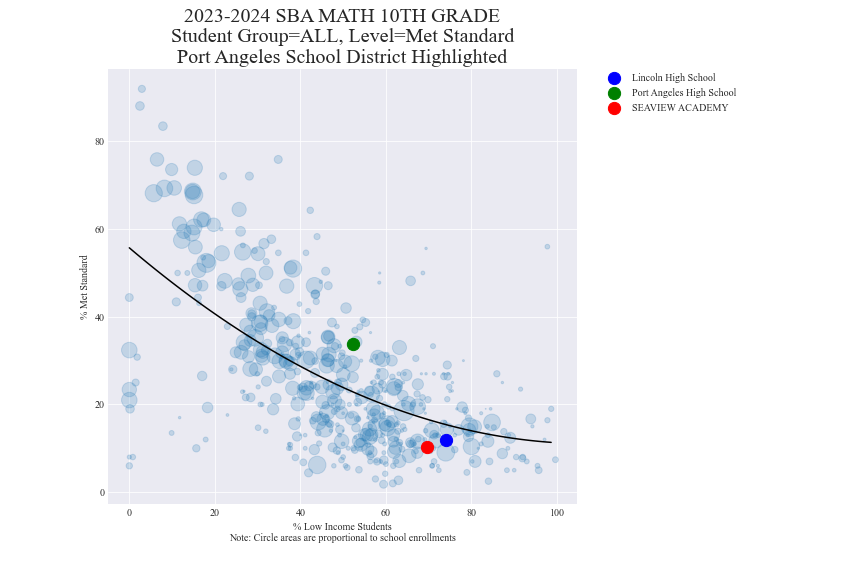 2023-2024 SBA MATH 10TH GRADE
Student Group=ALL, Level=Met Standard
Port Angeles School District Highlighted
Lincoln High School
Port Angeles High School
SEAVIEW ACADEMY
% Met Standard
80
60
40
20
0
0 20 40 60 80 100
% Low Income Students
Note: Circle areas are proportional to school enrollments